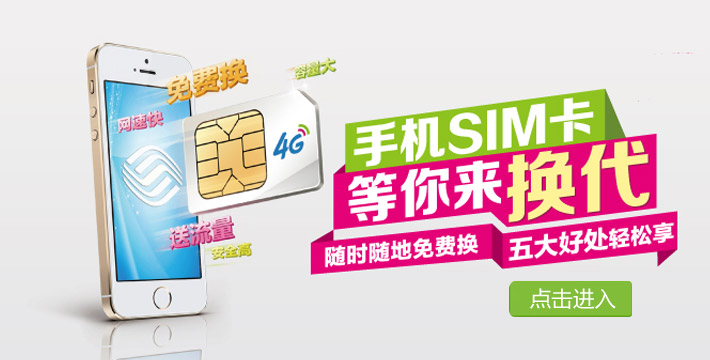 免费换
容量大
网速快
4G
送流量
安全高
手机SIM卡
等你来换代
随时随地免费换
五大好处轻松享
点击进入